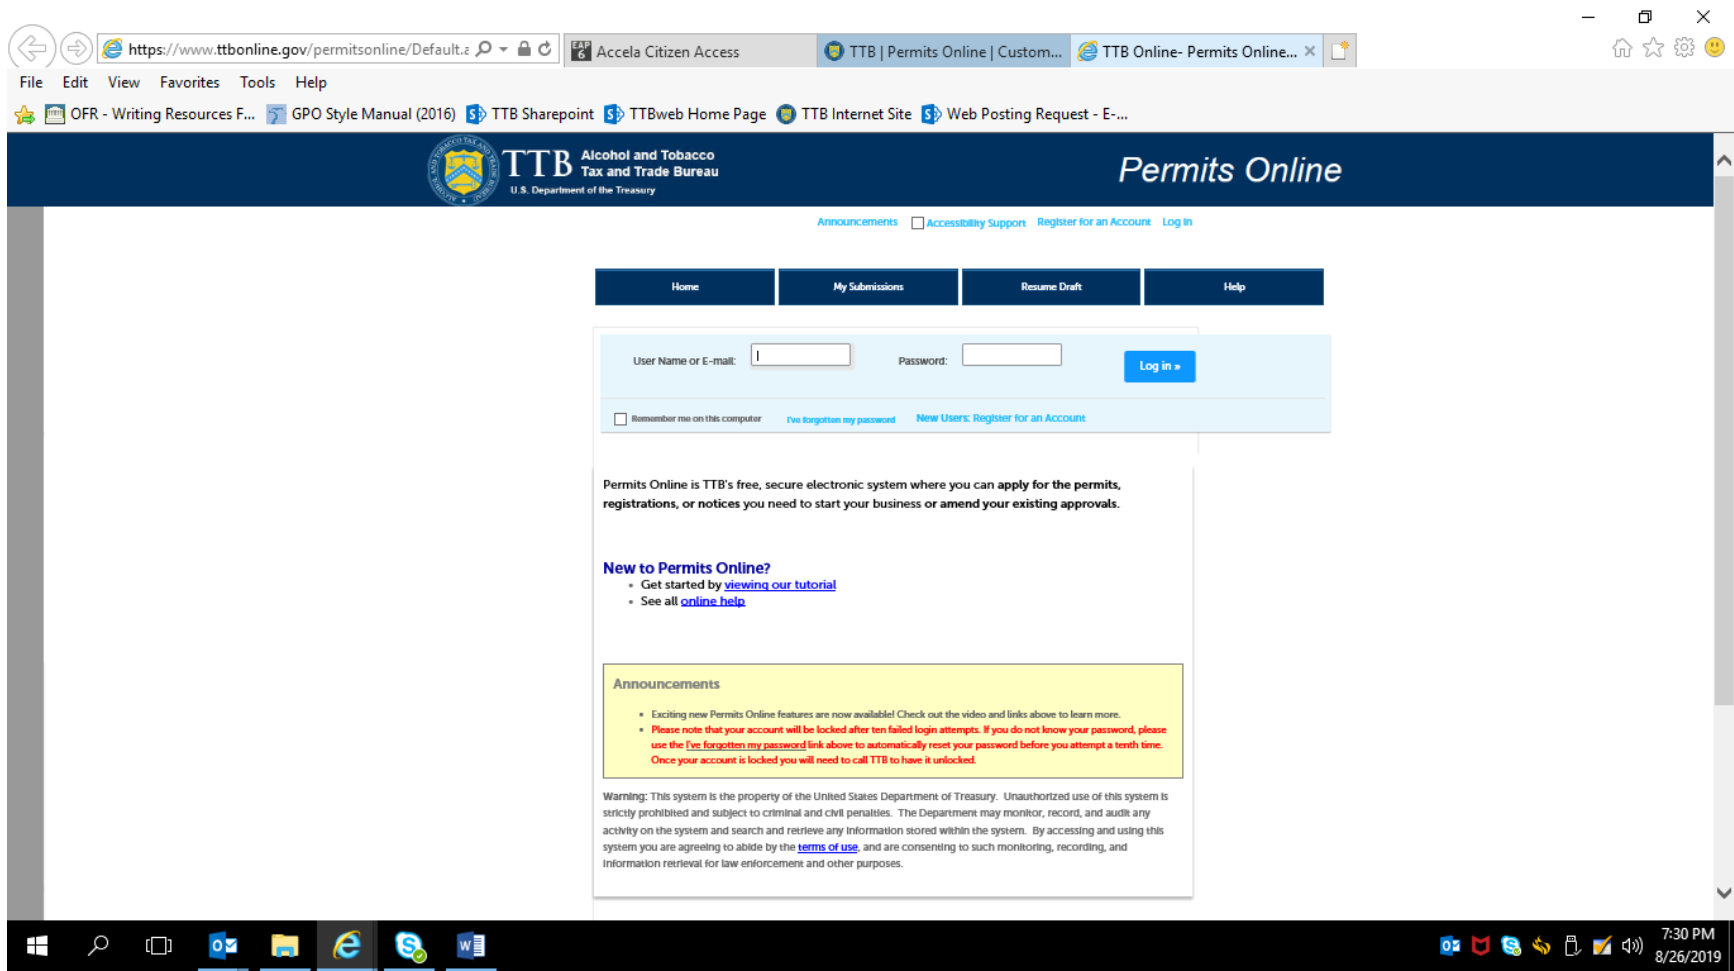 https://www.ttbonline.gov/permitsonline/Default.a
EAP 6 Accela Citizen Access
TTB | Permits Online | Custom...
TTB Online- Permits Online...
File Edit View Favorites Tools Help
OFR - Writing Resources F... GPO Style Manual (2016) TTB Sharepoint TTBweb Home Page TTB Internet Site Web Posting Request - E-...
TTB Alcohol and Tobacco
Tax and Trade Bureau
U.S. Department of the Treasury
Permits Online
Announcements Accessibility Support Register for an Account Log In
Home My Submissions Resume Draft Help
User Name or E-mail: Password: Log in »
Remember me on this computer I've forgotten my password New Users: Register for an Account
Permits Online is TTB's free, secure electronic system where you can apply for the permits,
registrations, or notices you need to start your business or amend your existing approvals.
New to Permits Online?
Get started by viewing our tutorial
See all online help
Announcements
Exciting new Permits Online features are now available! Check out the video and links above to learn more.
Please note that your account will be locked after ten failed login attempts. If you do not know your password, please
use the I've forgotten my password link above to automatically reset your password before you attempt a tenth time.
Once your account is locked you will need to call TTB to have it unlocked.
Warning: This system is the property of the United States Department of Treasury. Unauthorized use of this system is
strictly prohibited and subject to criminal and civil penalties. The Department may monitor, record, and audit any
activity on the system and search and retrieve any information stored within the system. By accessing and using this
system you are agreeing to abide by the terms of use, and are consenting to such monitoring, recording, and
information retrieval for law enforcement and other purposes.
7:30 PM
8/26/2019